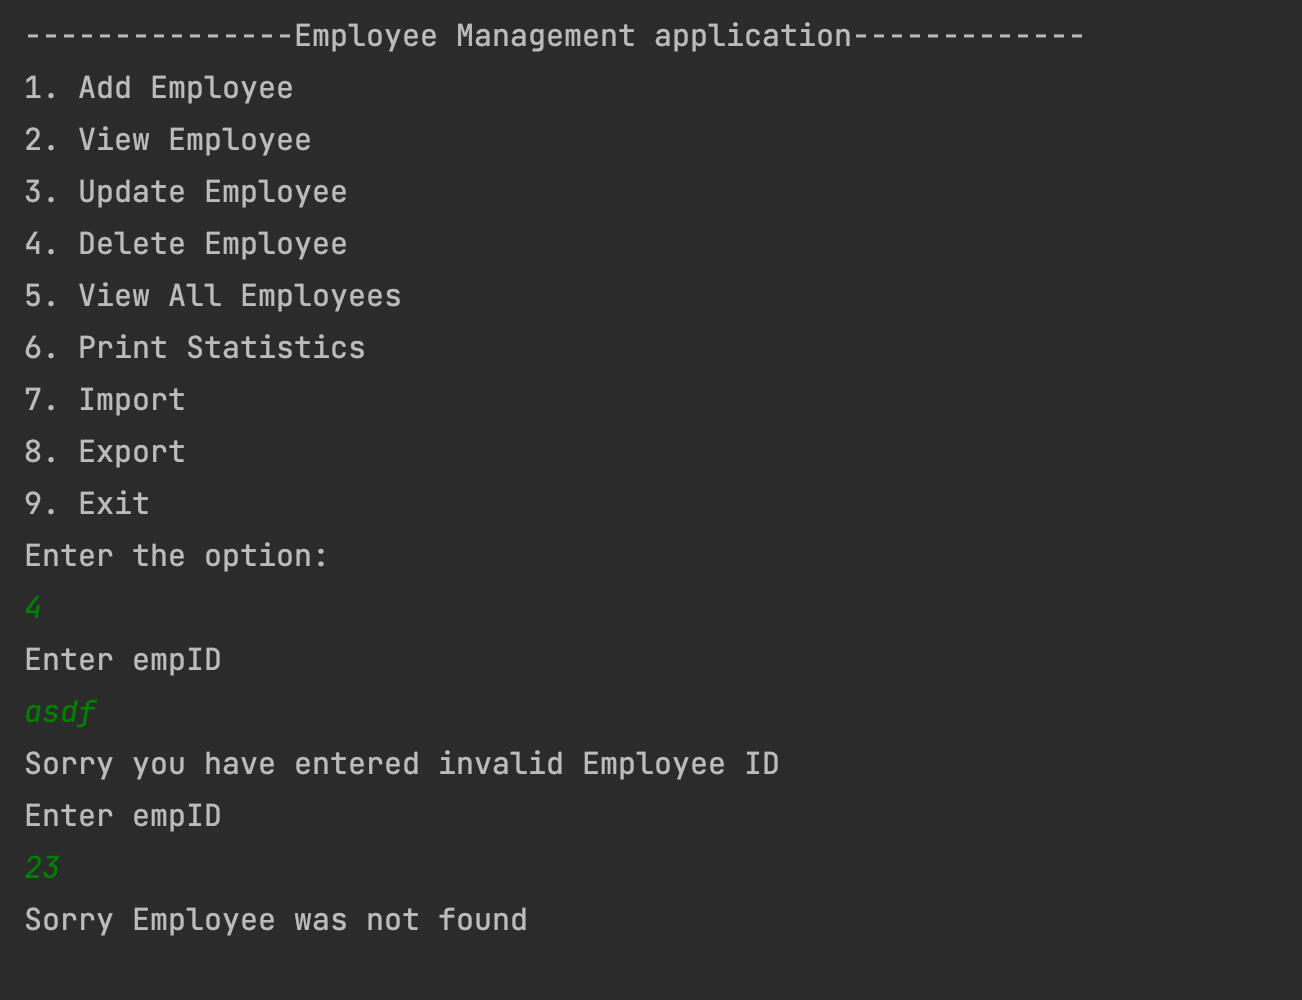 ---------------Employee Management application-------------
1. Add Employee
2. View Employee
3. Update Employee
4. Delete Employee
5. View All Employees
6. Print Statistics
7. Import
8. Export
9. Exit
Enter the option:
4
Enter empID
asdf
Sorry you have entered invalid Employee ID
Enter empID
23
Sorry Employee was not found